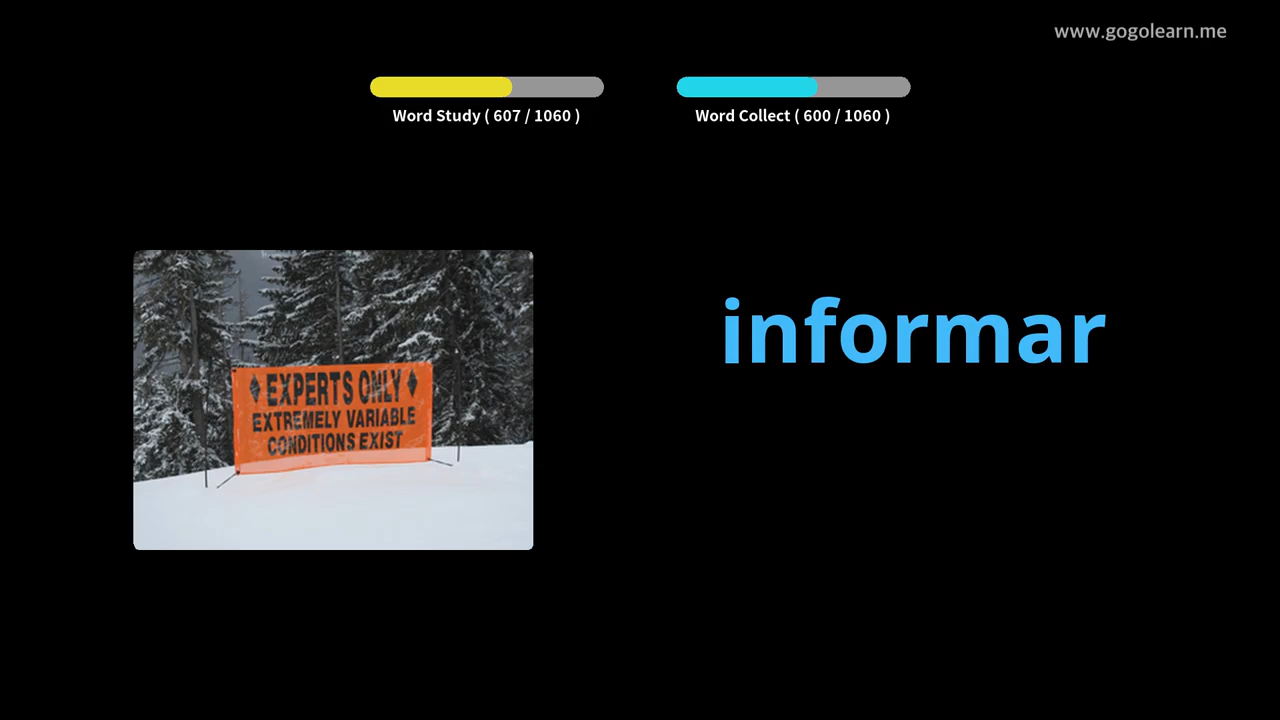 www.gogolearn.me
Word Study ( 607 / 1060 )
Word Collect ( 600 / 1060 )
EXPERTS ONLY
EXTREMELY VARIABLE
CONDITIONS EXIST
informar